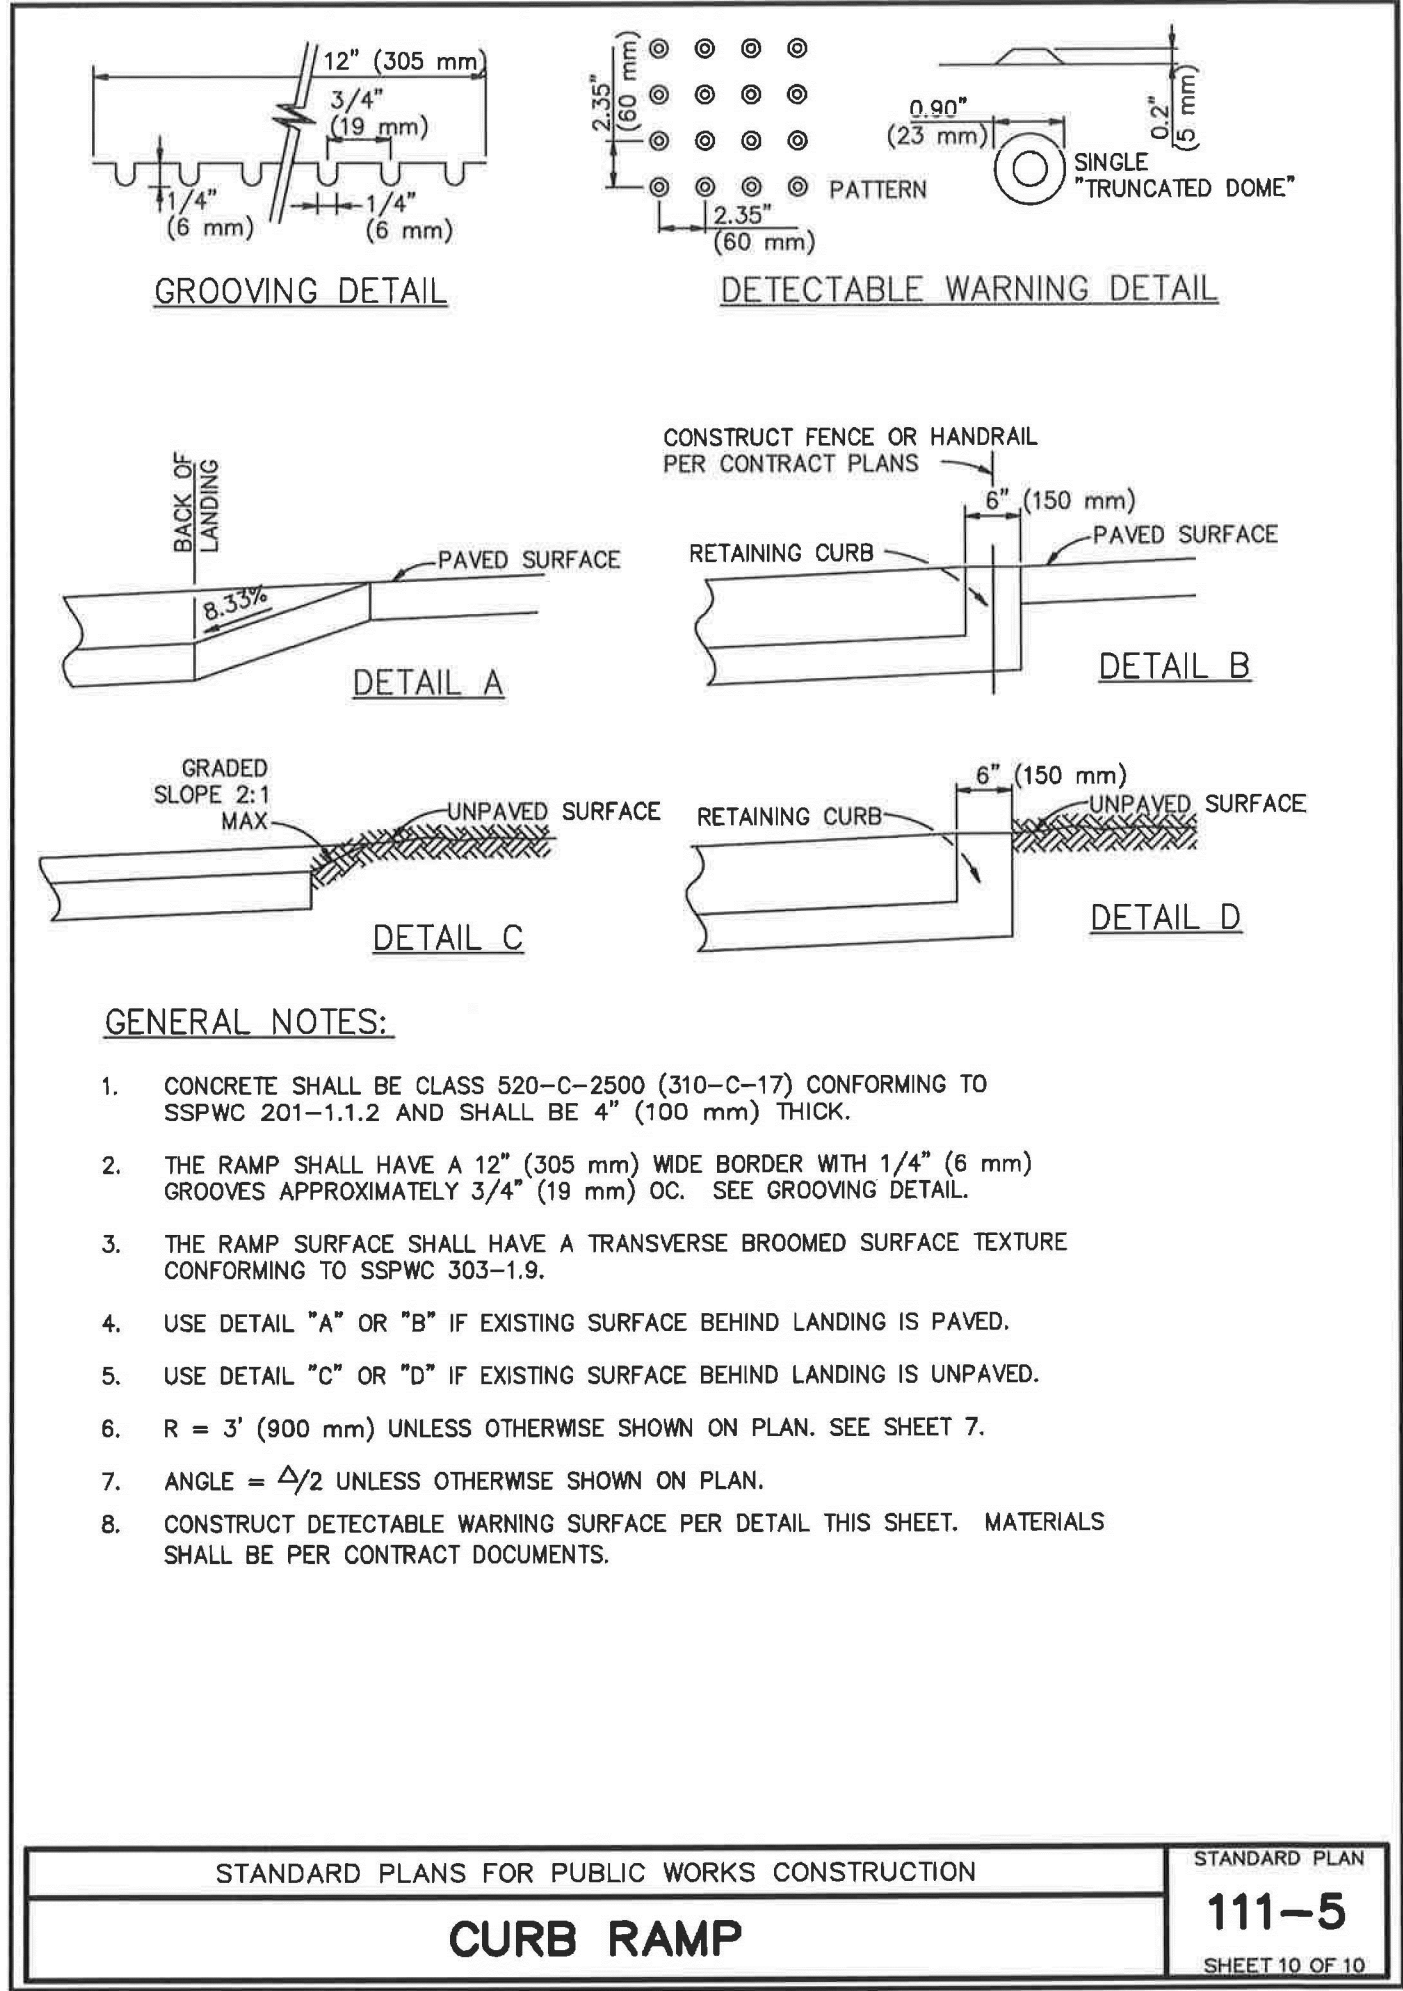 12" (305 mm)
3/4"
(19 mm)
1/4"
(6 mm)
1/4"
(6 mm)
GROOVING DETAIL
2.35"
(60 mm)
PATTERN
2.35"
(60 mm)
0.90"
(23 mm)
0.2"
(5 mm)
SINGLE
"TRUNCATED DOME"
DETECTABLE WARNING DETAIL
BACK OF
LANDING
8.33%
PAVED SURFACE
DETAIL A
CONSTRUCT FENCE OR HANDRAIL
PER CONTRACT PLANS
6" (150 mm)
RETAINING CURB
PAVED SURFACE
DETAIL B
GRADED
SLOPE 2:1
MAX
UNPAVED SURFACE
DETAIL C
6" (150 mm)
RETAINING CURB
UNPAVED SURFACE
DETAIL D
GENERAL NOTES:
1. CONCRETE SHALL BE CLASS 520-C-2500 (310-C-17) CONFORMING TO
SSPWC 201-1.1.2 AND SHALL BE 4" (100 mm) THICK.
2. THE RAMP SHALL HAVE A 12" (305 mm) WIDE BORDER WITH 1/4" (6 mm)
GROOVES APPROXIMATELY 3/4" (19 mm) OC. SEE GROOVING DETAIL.
3. THE RAMP SURFACE SHALL HAVE A TRANSVERSE BROOMED SURFACE TEXTURE
CONFORMING TO SSPWC 303-1.9.
4. USE DETAIL "A" OR "B" IF EXISTING SURFACE BEHIND LANDING IS PAVED.
5. USE DETAIL "C" OR "D" IF EXISTING SURFACE BEHIND LANDING IS UNPAVED.
6. R = 3' (900 mm) UNLESS OTHERWISE SHOWN ON PLAN. SEE SHEET 7.
7. ANGLE = Δ/2 UNLESS OTHERWISE SHOWN ON PLAN.
8. CONSTRUCT DETECTABLE WARNING SURFACE PER DETAIL THIS SHEET. MATERIALS
SHALL BE PER CONTRACT DOCUMENTS.
STANDARD PLANS FOR PUBLIC WORKS CONSTRUCTION
CURB RAMP
STANDARD PLAN
111-5
SHEET 10 OF 10